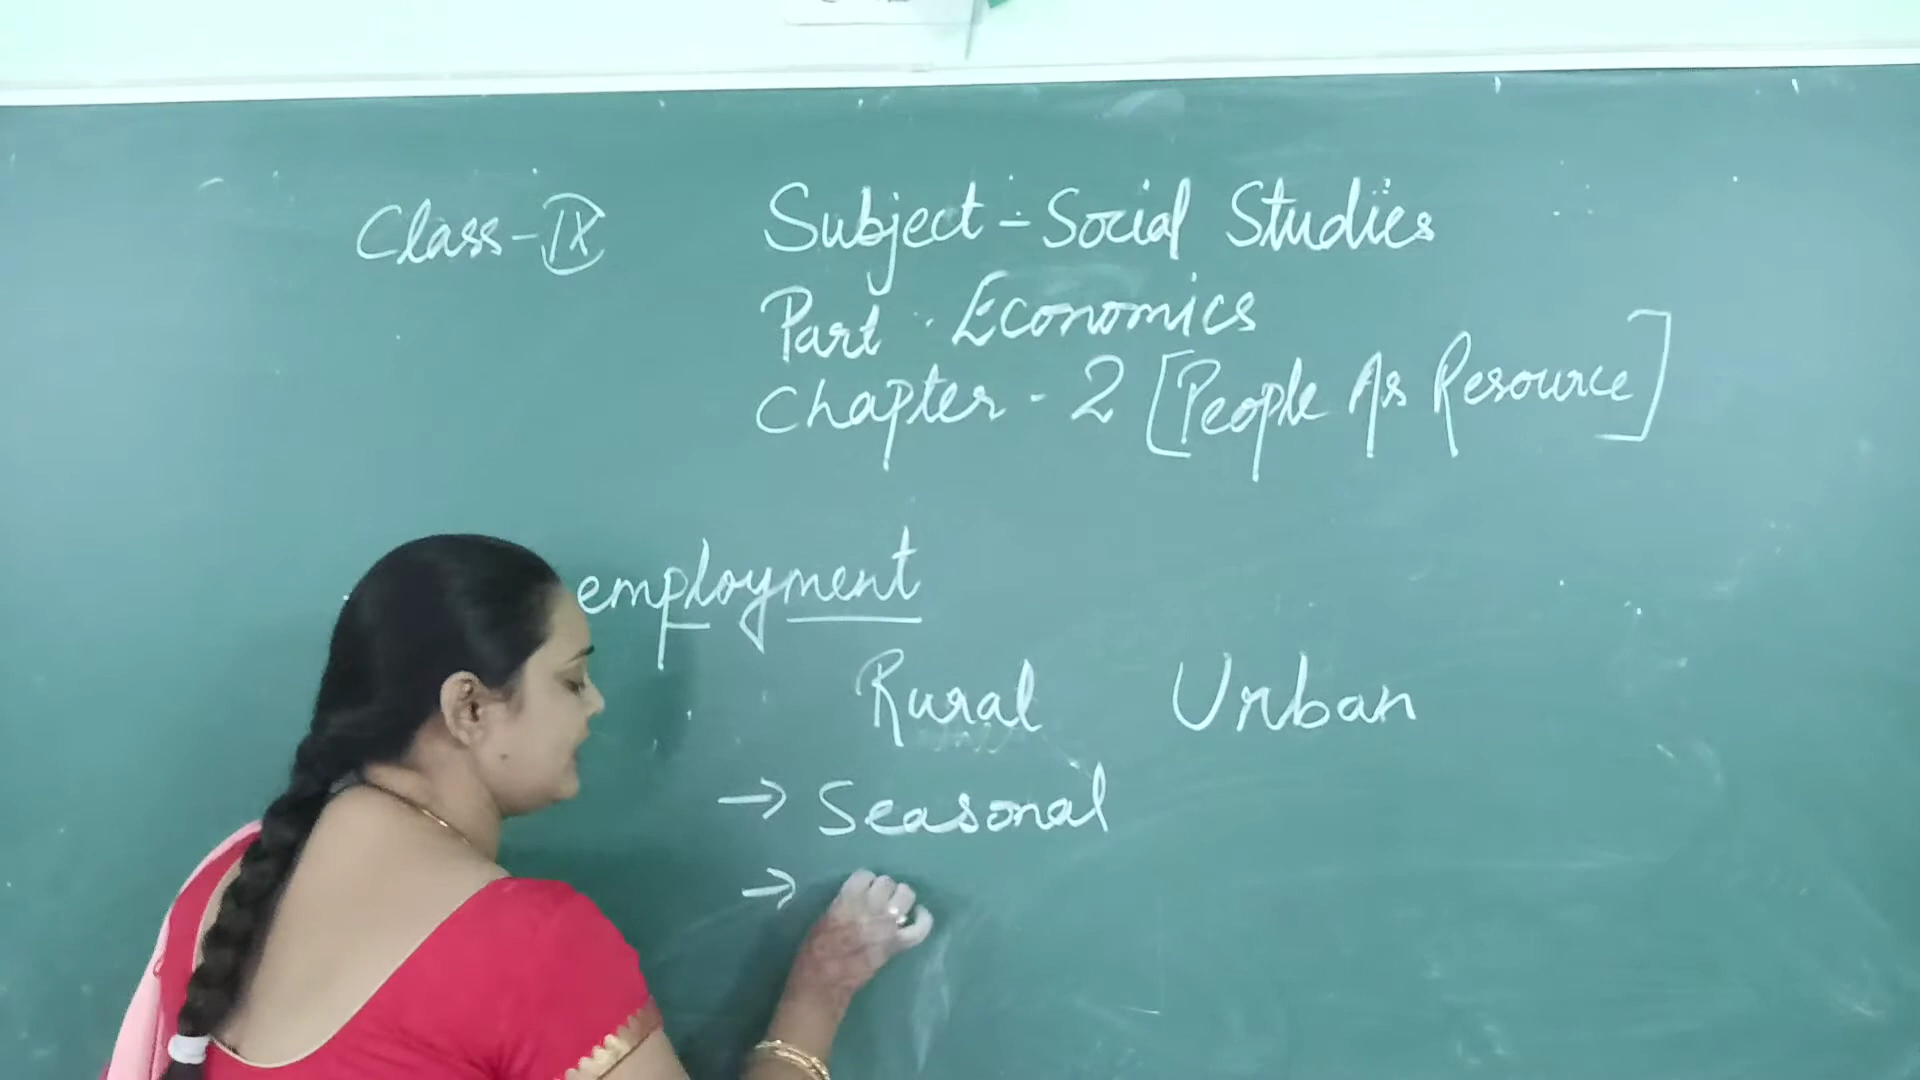 Class-IX
Subject-Social Studies
Part. Economics
Chapter-2 [People As Resource]
employment
Rural Urban
→ Seasonal
→